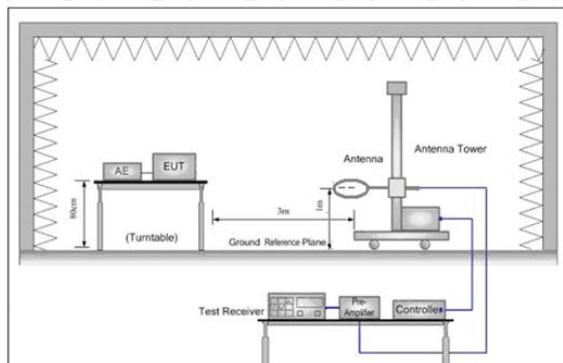 Antenna
Antenna Tower
AE
EUT
80cm
(Turntable)
3m
1m
Ground Reference Plane
Test Receiver
Pre-
Amplifier
Controller